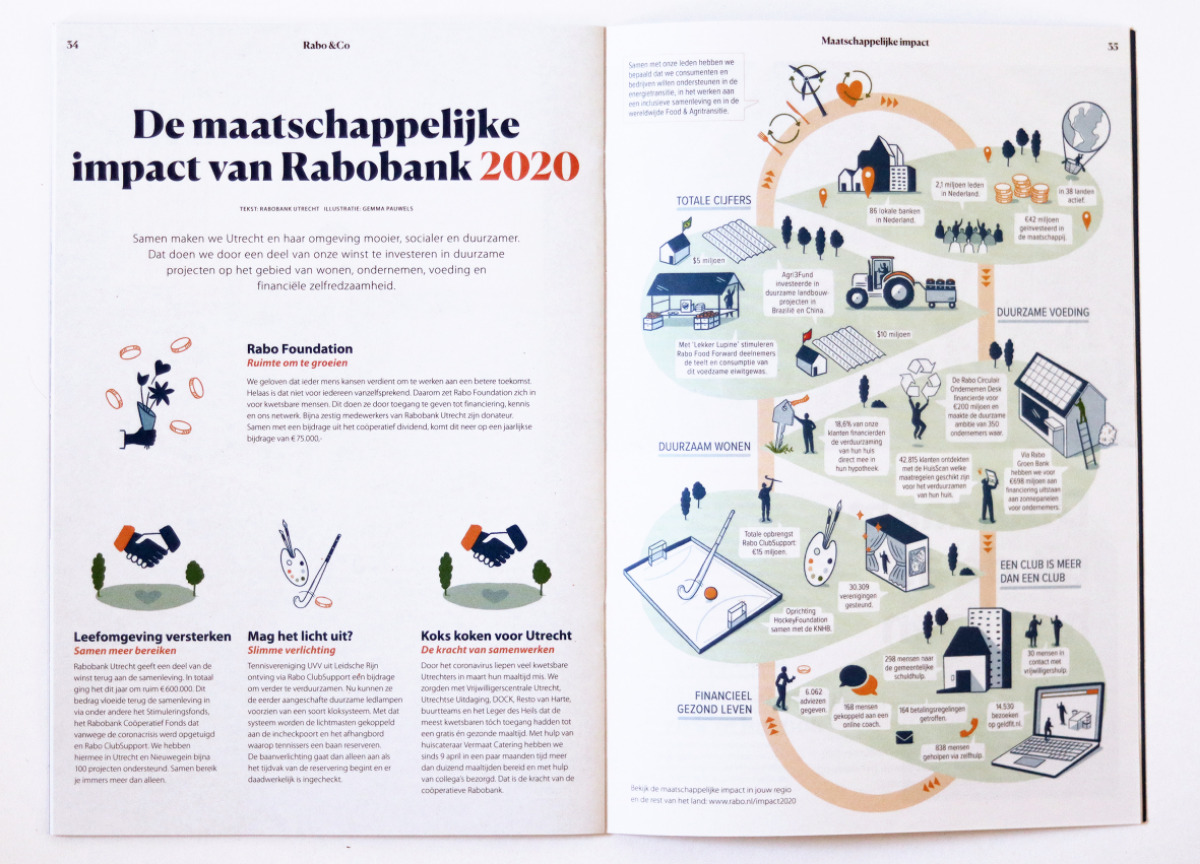 34
Rabo &Co
De maatschappelijke
impact van Rabobank 2020
TEKST: RABOBANK UTRECHT ILLUSTRATIE: GEMMA PAUWELS
Samen maken we Utrecht en haar omgeving mooier, socialer en duurzamer.
Dat doen we door een deel van onze winst te investeren in duurzame
projecten op het gebied van wonen, ondernemen, voeding en
financiële zelfredzaamheid.
Rabo Foundation
Ruimte om te groeien
We geloven dat ieder mens kansen verdient om te werken aan een betere toekomst.
Helaas is dat niet voor iedereen vanzelfsprekend. Daarom zet Rabo Foundation zich in
voor kwetsbare mensen. Dit doen ze door toegang te geven tot financiering, kennis
en ons netwerk. Bijna zestig medewerkers van Rabobank Utrecht zijn donateur.
Samen met een bijdrage uit het coöperatief dividend, komt dit neer op een jaarlijkse
bijdrage van € 75.000,-
Leefomgeving versterken
Samen meer bereiken
Rabobank Utrecht geeft een deel van de
winst terug aan de samenleving. In totaal
ging het dit jaar om ruim € 600.000. Dit
bedrag vloeide terug de samenleving in
via onder andere het Stimuleringsfonds,
het Rabobank Coöperatief Fonds dat
vanwege de coronacrisis werd opgetuigd
en Rabo ClubSupport. We hebben
hiermee in Utrecht en Nieuwegein bijna
100 projecten ondersteund. Samen bereik
je immers meer dan alleen.
Mag het licht uit?
Slimme verlichting
Tennisvereniging UVV uit Leidsche Rijn
ontving via Rabo ClubSupport eén bijdrage
om verder te verduurzamen. Nu kunnen ze
de eerder aangeschafte duurzame ledlampen
voorzien van een soort kloksysteem. Met dat
systeem worden de lichtmasten gekoppeld
aan de incheckpoort en het afhangbord
waarop tennissers een baan reserveren.
De baanverlichting gaat dan alleen aan als
het tijdvak van de reservering begint en er
daadwerkelijk is ingecheckt.
Koks koken voor Utrecht
De kracht van samenwerken
Door het coronavirus liepen veel kwetsbare
Utrechters in maart hun maaltijd mis. We
zorgden met Vrijwilligerscentrale Utrecht,
Utrechtse Uitdaging, DOCK, Resto van Harte,
buurtteams en het Leger des Heils dat de
meest kwetsbaren tóch toegang hadden tot
een gratis én gezonde maaltijd. Met hulp van
huiscateraar Vermaat Catering hebben we
sinds 9 april in een paar maanden tijd meer
dan duizend maaltijden bereid en met hulp
van collega's bezorgd. Dat is de kracht van de
coöperatieve Rabobank.
Maatschappelijke impact
35
Samen met onze leden hebben we
bepaald dat we consumenten en
bedrijven willen ondersteunen in de
energietransitie, in het werken aan
een inclusieve samenleving en in de
wereldwijde Food & Agritransitie.
TOTALE CIJFERS
86 lokale banken
in Nederland.
2,1 miljoen leden
in Nederland.
in 38 landen
actief.
€42 miljoen
geïnvesteerd in
de maatschappij.
DUURZAME VOEDING
$5 miljoen
Agri3Fund
investeerde in
duurzame landbouw-
projecten in
Brazilië en China.
$10 miljoen
Met 'Lekker Lupine' stimuleren
Rabo Food Forward deelnemers
de teelt en consumptie van
dit voedzame eiwitgewas.
DUURZAAM WONEN
18,6% van onze
klanten financierden
de verduurzaming
van hun huis
direct mee in
hun hypotheek.
42.815 klanten ontdekten
met de HuisScan welke
maatregelen geschikt zijn
voor het verduurzamen
van hun huis.
De Rabo Circulair
Ondernemen Desk
financierde voor
€200 miljoen en
maakte de duurzame
ambitie van 350
ondernemers waar.
Via Rabo
Groen Bank
hebben we voor
€698 miljoen aan
financiering uitstaan
aan zonnepanelen
voor ondernemers.
EEN CLUB IS MEER
DAN EEN CLUB
Totale opbrengst
Rabo ClubSupport:
€15 miljoen.
30.309
verenigingen
gesteund.
Oprichting
HockeyFoundation
samen met de KNHB.
FINANCIEEL
GEZOND LEVEN
6.062
adviezen
gegeven.
168 mensen
gekoppeld aan een
online coach.
298 mensen naar
de gemeentelijke
schuldhulp.
164 betalingsregelingen
getroffen.
30 mensen in
contact met
vrijwilligershulp.
14.530
bezoeken
op geldfit.nl.
838 mensen
geholpen via zelfhulp.
Bekijk de maatschappelijke impact in jouw regio
en de rest van het land: www.rabo.nl/impact2020